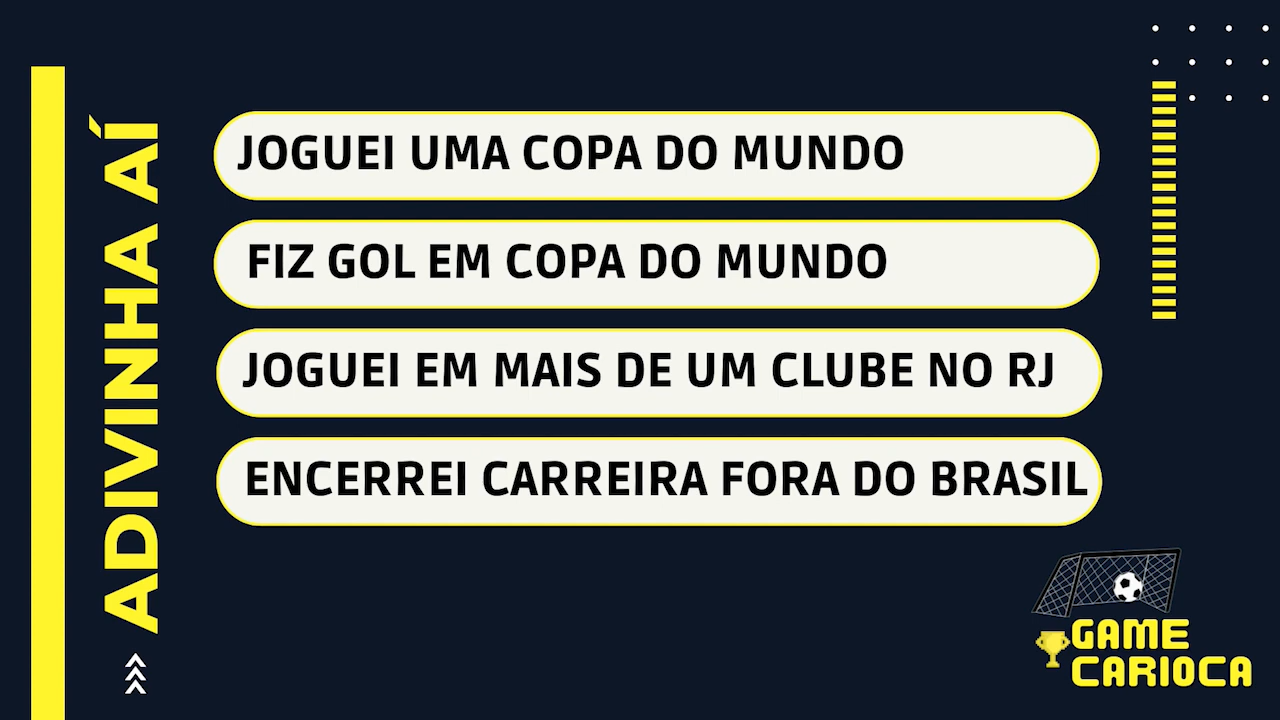 ADIVINHA AÍ
JOGUEI UMA COPA DO MUNDO
FIZ GOL EM COPA DO MUNDO
JOGUEI EM MAIS DE UM CLUBE NO RJ
ENCERREI CARREIRA FORA DO BRASIL
GAME
CARIOCA